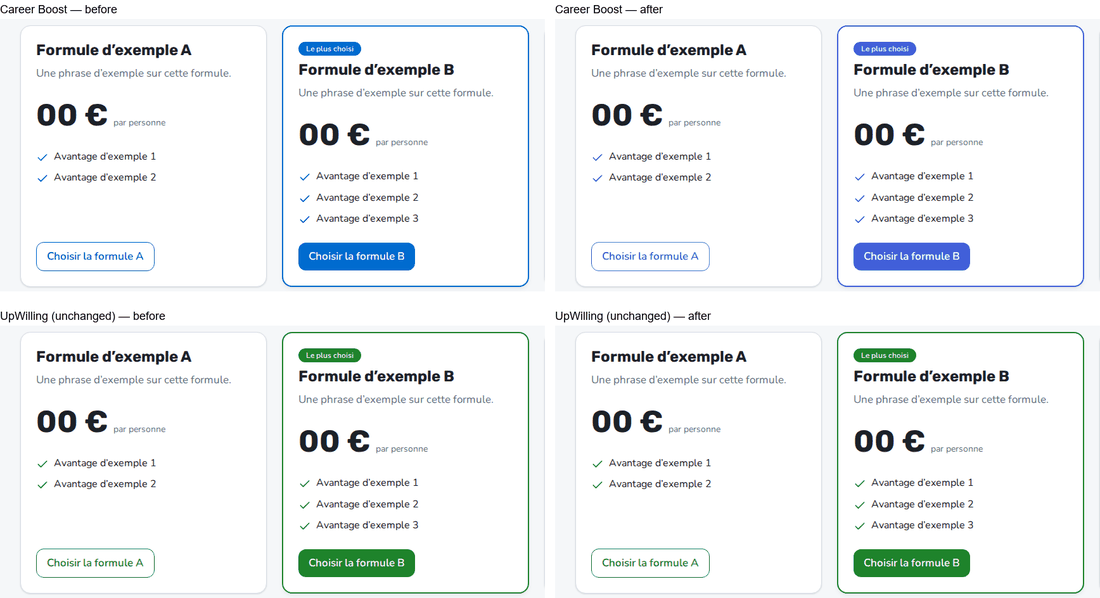 Career Boost — before
Formule d’exemple A
Une phrase d’exemple sur cette formule.
00 € par personne
Avantage d’exemple 1
Avantage d’exemple 2
Choisir la formule A
Le plus choisi
Formule d’exemple B
Une phrase d’exemple sur cette formule.
00 € par personne
Avantage d’exemple 1
Avantage d’exemple 2
Avantage d’exemple 3
Choisir la formule B
Career Boost — after
Formule d’exemple A
Une phrase d’exemple sur cette formule.
00 € par personne
Avantage d’exemple 1
Avantage d’exemple 2
Choisir la formule A
Le plus choisi
Formule d’exemple B
Une phrase d’exemple sur cette formule.
00 € par personne
Avantage d’exemple 1
Avantage d’exemple 2
Avantage d’exemple 3
Choisir la formule B
UpWilling (unchanged) — before
Formule d’exemple A
Une phrase d’exemple sur cette formule.
00 € par personne
Avantage d’exemple 1
Avantage d’exemple 2
Choisir la formule A
Le plus choisi
Formule d’exemple B
Une phrase d’exemple sur cette formule.
00 € par personne
Avantage d’exemple 1
Avantage d’exemple 2
Avantage d’exemple 3
Choisir la formule B
UpWilling (unchanged) — after
Formule d’exemple A
Une phrase d’exemple sur cette formule.
00 € par personne
Avantage d’exemple 1
Avantage d’exemple 2
Choisir la formule A
Le plus choisi
Formule d’exemple B
Une phrase d’exemple sur cette formule.
00 € par personne
Avantage d’exemple 1
Avantage d’exemple 2
Avantage d’exemple 3
Choisir la formule B